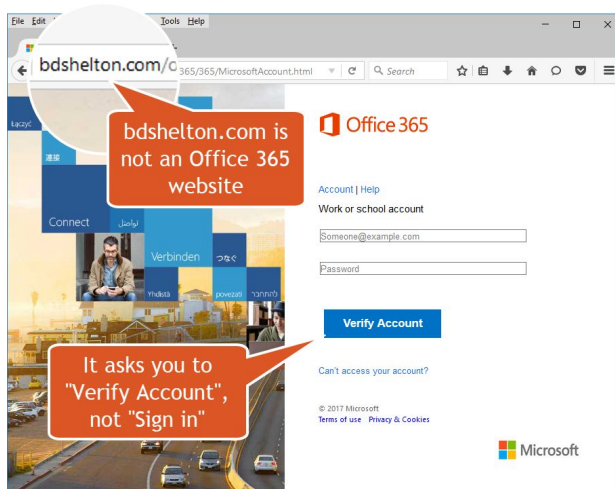 File Edit Tools Help
bdshelton.com/o 365/365/MicrosoftAccount.html
Search
bdshelton.com is
not an Office 365
website
Łączyć
連接
Connect
تواصل
Verbinden
つなぐ
Yhdistä
povezati
להתחבר
Office 365
Account | Help
Work or school account
Someone@example.com
Password
Verify Account
It asks you to
"Verify Account",
not "Sign in"
Can't access your account?
© 2017 Microsoft
Terms of use Privacy & Cookies
Microsoft